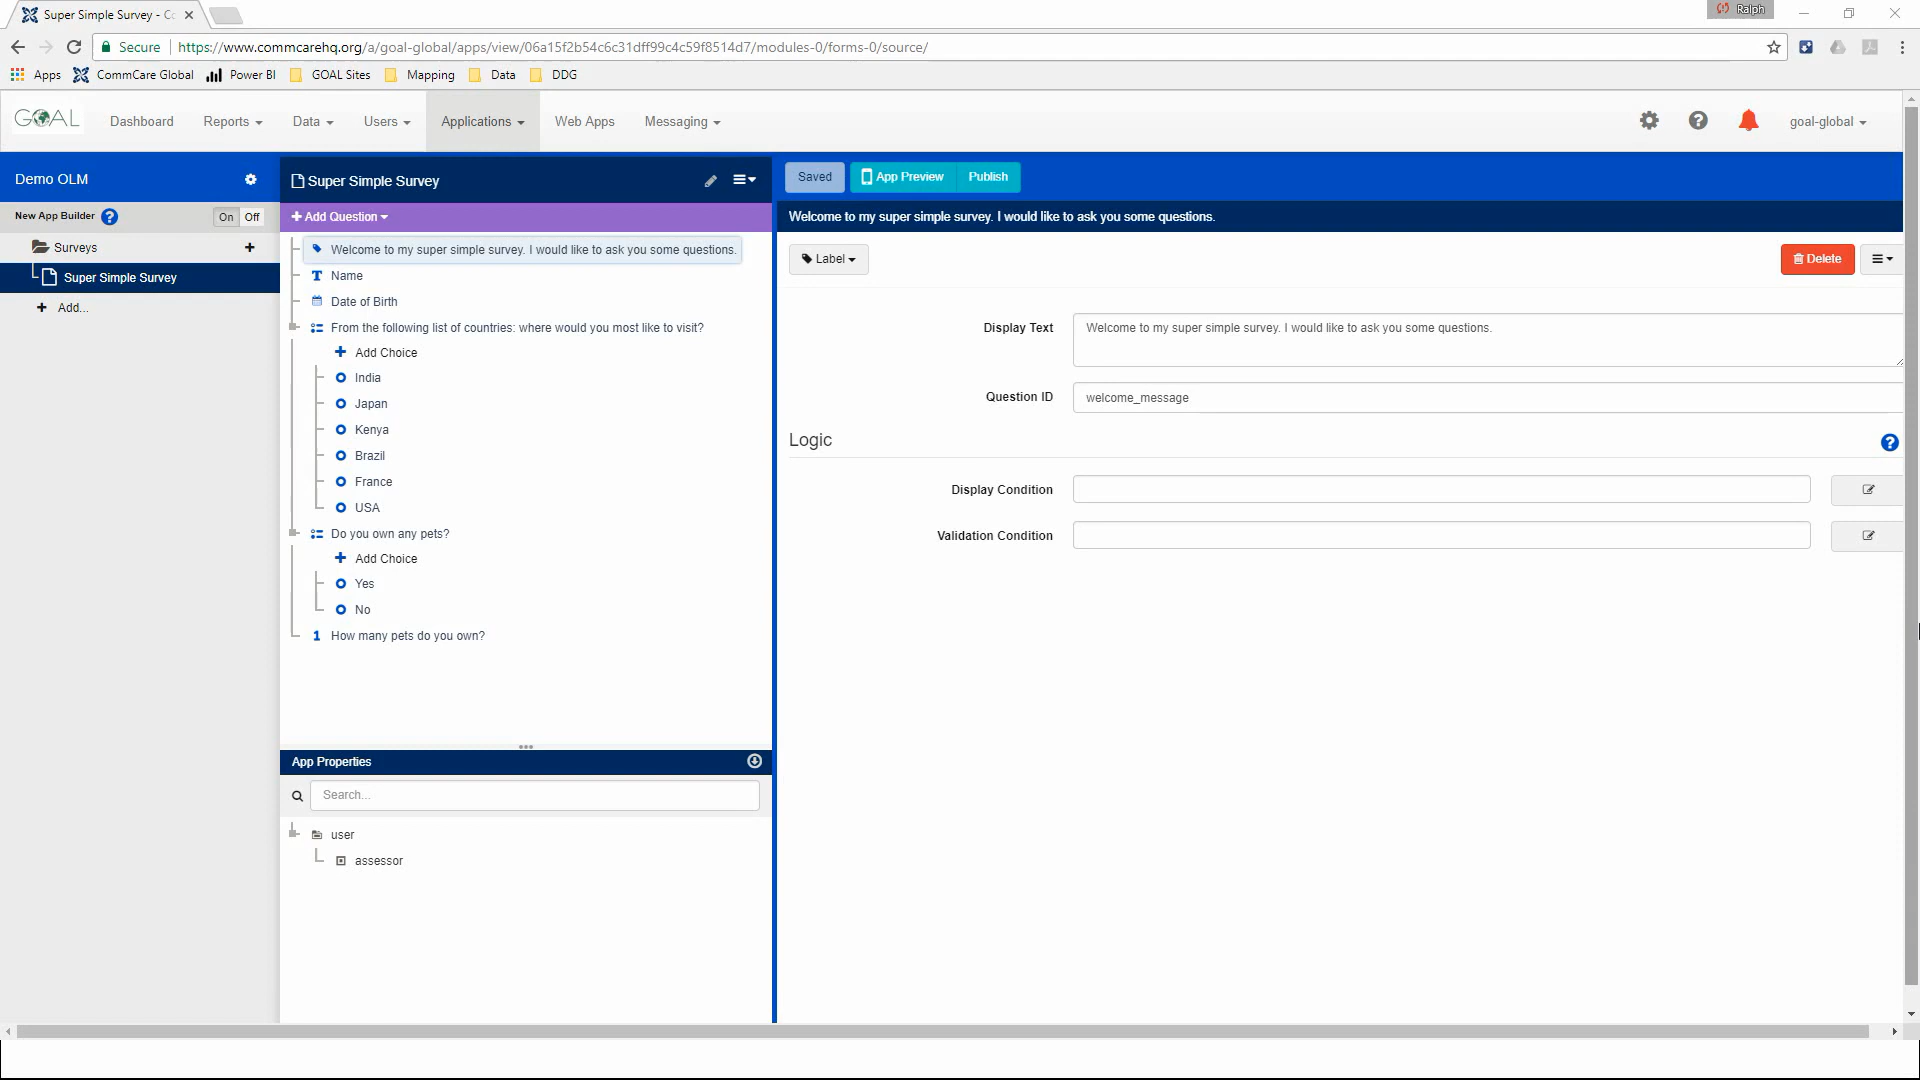 Super Simple Survey - Cc
Ralph
Secure
https://www.commcarehq.org/a/goal-global/apps/view/06a15f2b54c6c31dff99c4c59f8514d7/modules-0/forms-0/source/
Apps CommCare Global Power BI GOAL Sites Mapping Data DDG
GOAL Dashboard Reports Data Users Applications Web Apps Messaging goal-global
Demo OLM
New App Builder ? On Off
Surveys
Super Simple Survey
Add...
Super Simple Survey
Add Question
Welcome to my super simple survey. I would like to ask you some questions.
Name
Date of Birth
From the following list of countries: where would you most like to visit?
Add Choice
India
Japan
Kenya
Brazil
France
USA
Do you own any pets?
Add Choice
Yes
No
1 How many pets do you own?
App Properties
Search...
user
assessor
Saved App Preview Publish
Welcome to my super simple survey. I would like to ask you some questions.
Label Delete
Display Text Welcome to my super simple survey. I would like to ask you some questions.
Question ID welcome_message
Logic ?
Display Condition
Validation Condition